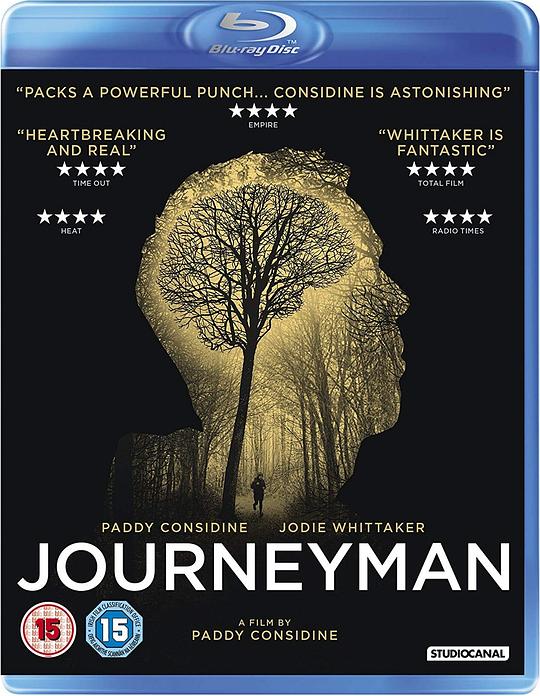 Blu-ray Disc™
“PACKS A POWERFUL PUNCH... CONSIDINE IS ASTONISHING”
EMPIRE
“HEARTBREAKING
AND REAL”
TIME OUT
“WHITTAKER IS
FANTASTIC”
TOTAL FILM
HEAT
RADIO TIMES
PADDY CONSIDINE JODIE WHITTAKER
JOURNEYMAN
15
15
A FILM BY
PADDY CONSIDINE
STUDIOCANAL